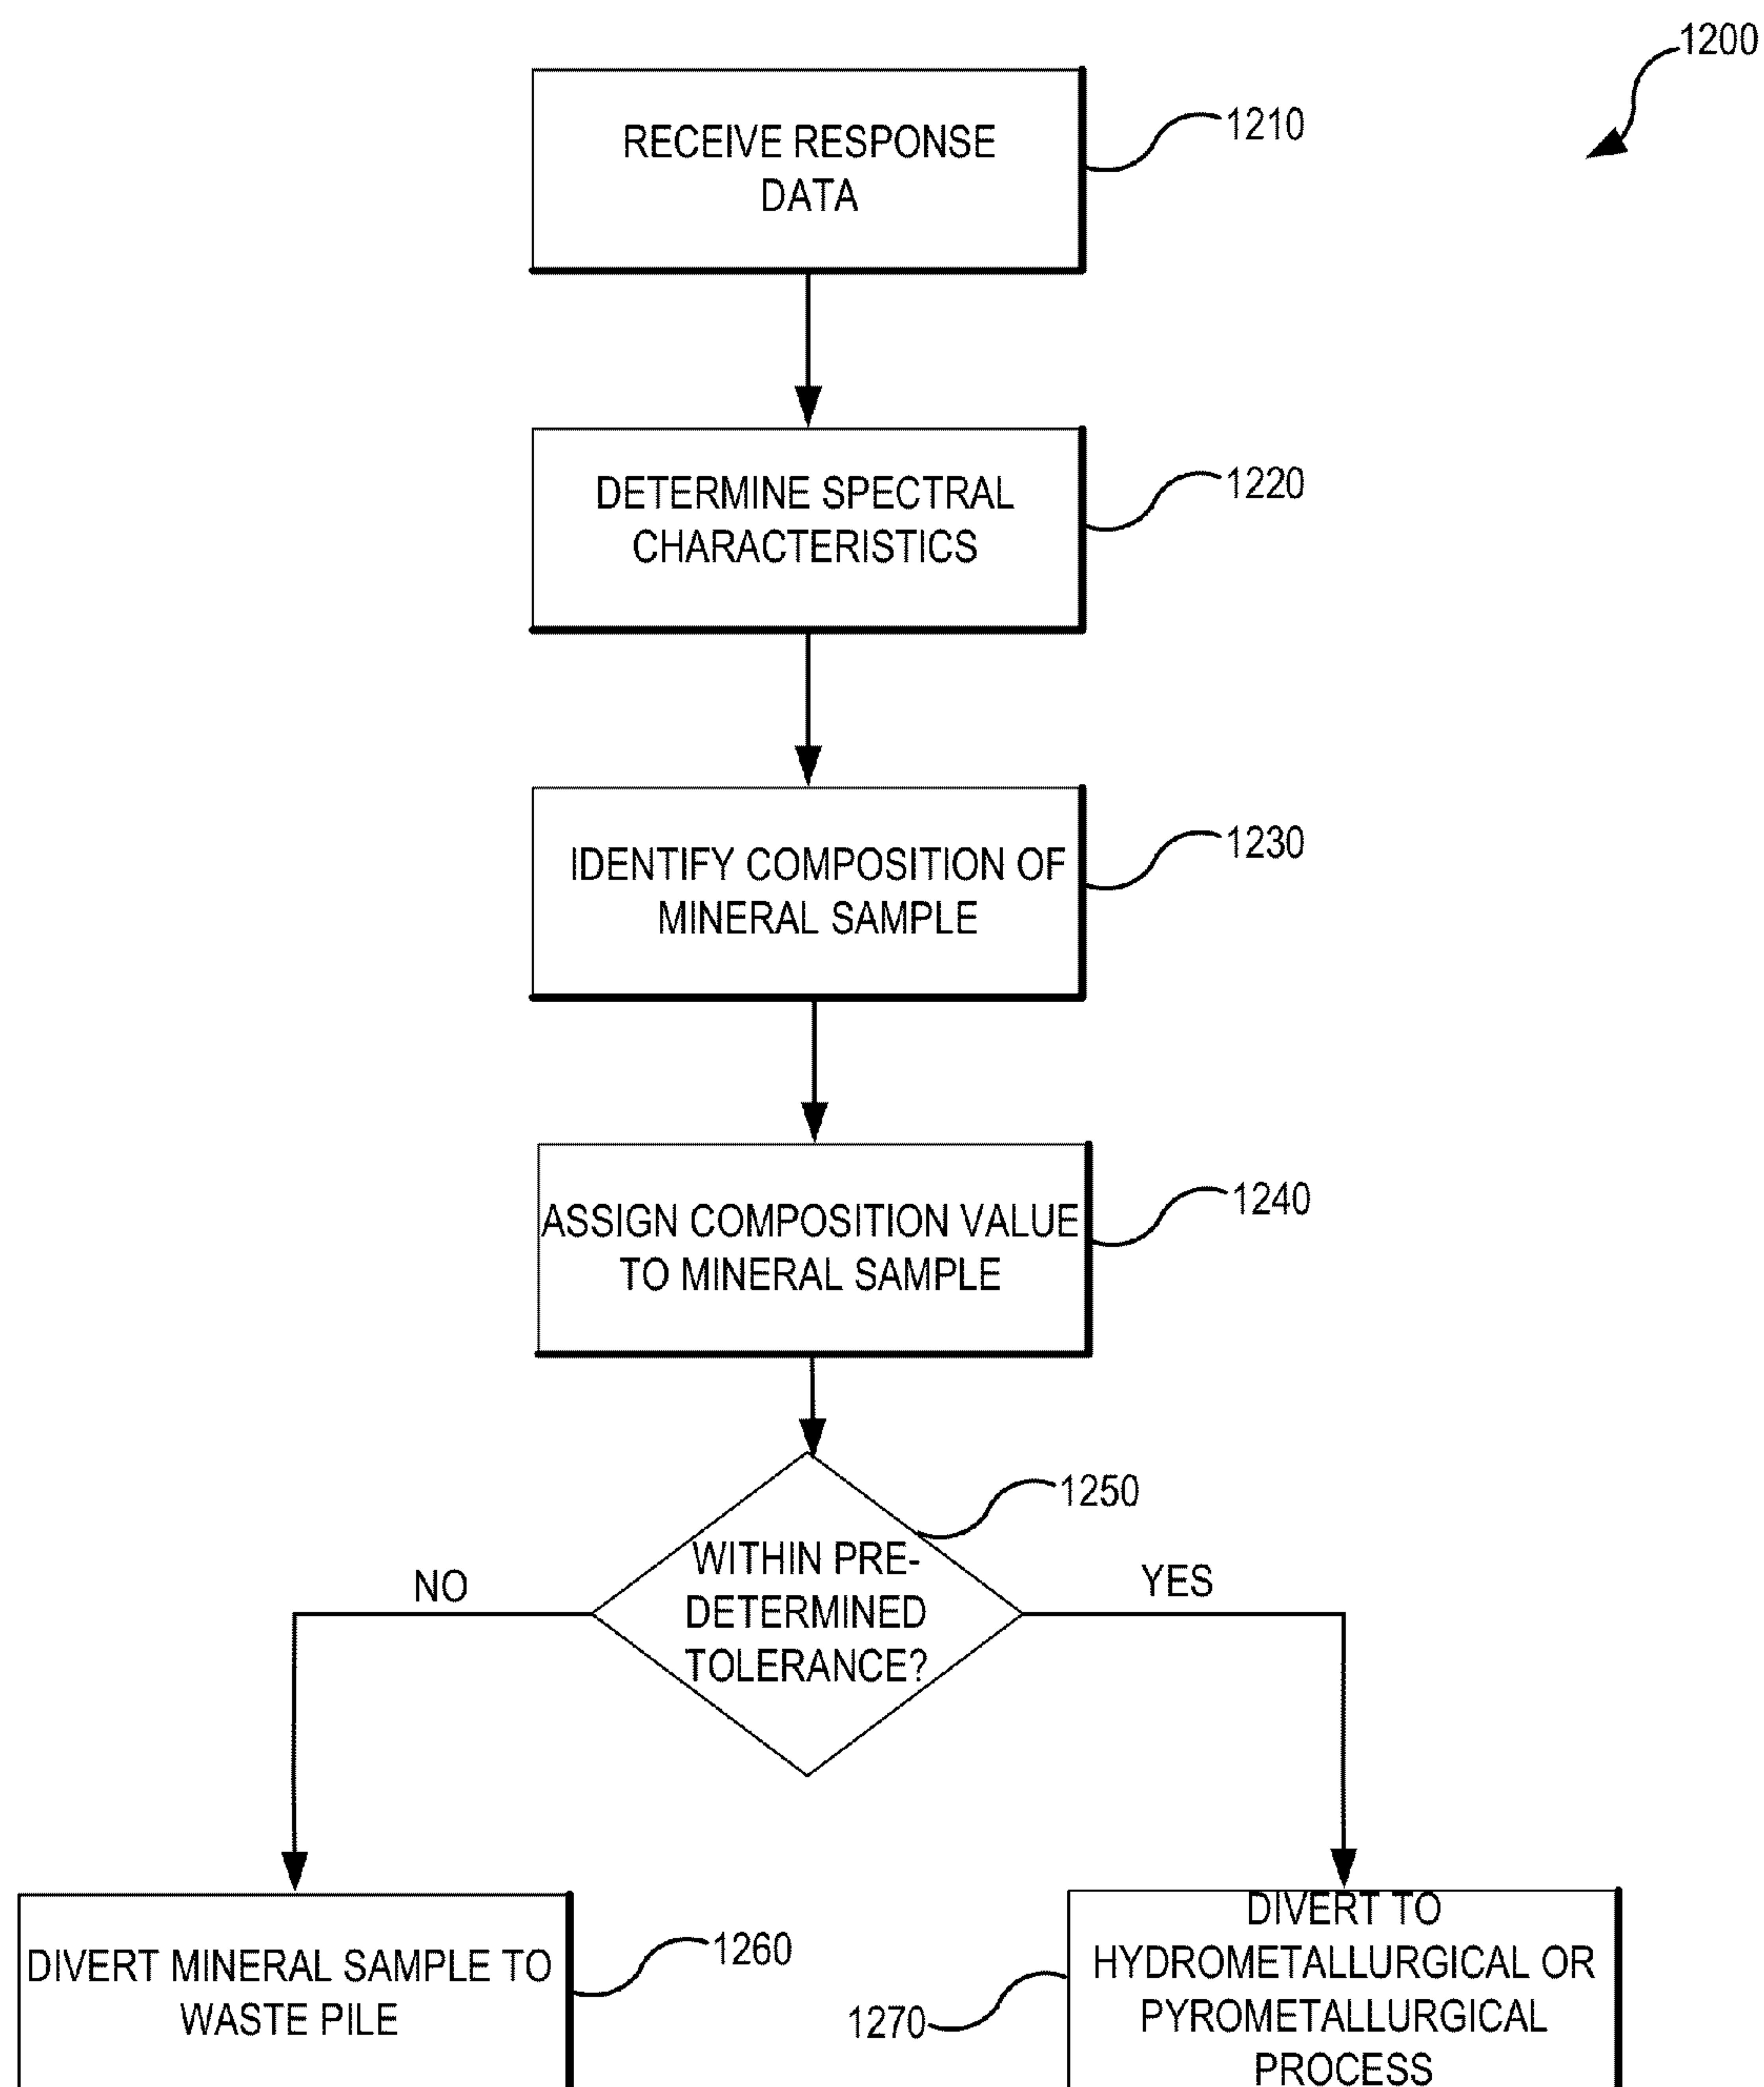 1200
RECEIVE RESPONSE
DATA
1210
DETERMINE SPECTRAL
CHARACTERISTICS
1220
IDENTIFY COMPOSITION OF
MINERAL SAMPLE
1230
ASSIGN COMPOSITION VALUE
TO MINERAL SAMPLE
1240
1250
WITHIN PRE-
DETERMINED
TOLERANCE?
NO
YES
DIVERT MINERAL SAMPLE TO
WASTE PILE
1260
DIVERT TO
HYDROMETALLURGICAL OR
PYROMETALLURGICAL
PROCESS
1270